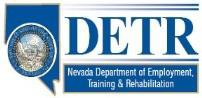 DETR
Nevada Department of Employment,
Training & Rehabilitation